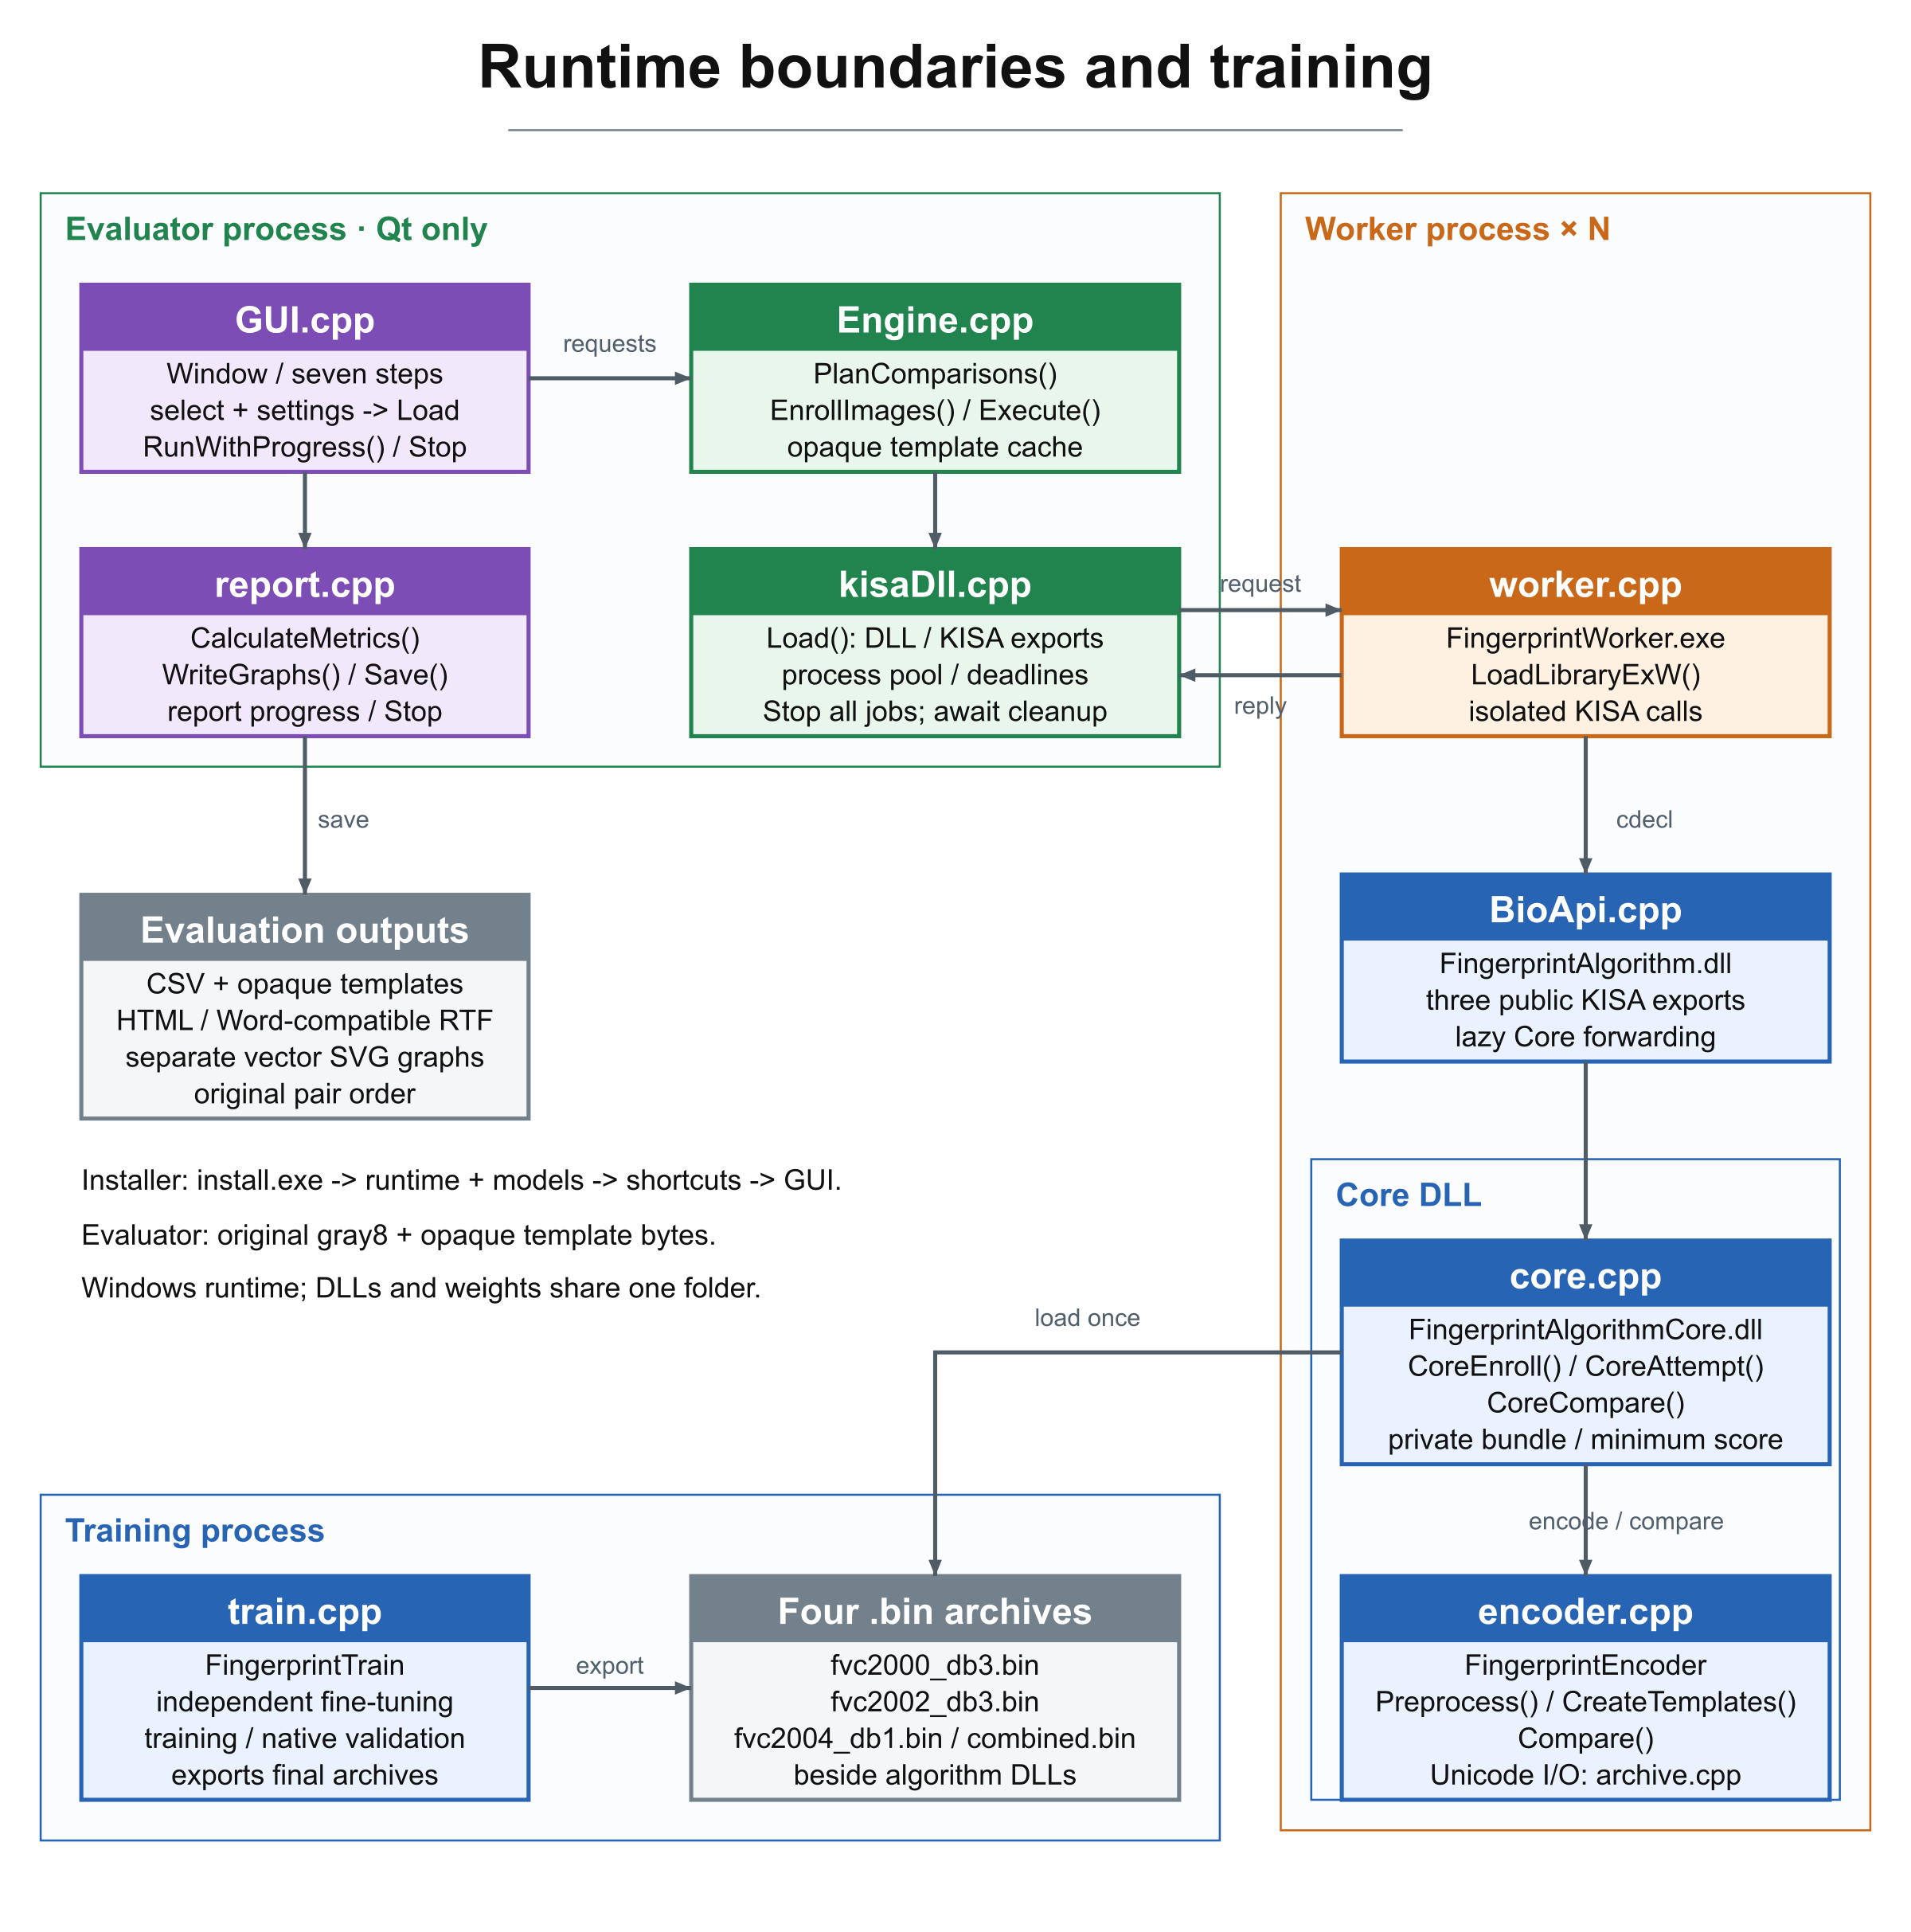 Runtime boundaries and training
Evaluator process · Qt only
GUI.cpp
Window / seven steps
select + settings -> Load
RunWithProgress() / Stop
requests
Engine.cpp
PlanComparisons()
EnrollImages() / Execute()
opaque template cache
report.cpp
CalculateMetrics()
WriteGraphs() / Save()
report progress / Stop
kisaDll.cpp
Load(): DLL / KISA exports
process pool / deadlines
Stop all jobs; await cleanup
request
reply
Worker process × N
worker.cpp
FingerprintWorker.exe
LoadLibraryExW()
isolated KISA calls
save
cdecl
Evaluation outputs
CSV + opaque templates
HTML / Word-compatible RTF
separate vector SVG graphs
original pair order
BioApi.cpp
FingerprintAlgorithm.dll
three public KISA exports
lazy Core forwarding
Installer: install.exe -> runtime + models -> shortcuts -> GUI.
Evaluator: original gray8 + opaque template bytes.
Windows runtime; DLLs and weights share one folder.
Core DLL
core.cpp
FingerprintAlgorithmCore.dll
CoreEnroll() / CoreAttempt()
CoreCompare()
private bundle / minimum score
load once
encode / compare
Training process
train.cpp
FingerprintTrain
independent fine-tuning
training / native validation
exports final archives
export
Four .bin archives
fvc2000_db3.bin
fvc2002_db3.bin
fvc2004_db1.bin / combined.bin
beside algorithm DLLs
encoder.cpp
FingerprintEncoder
Preprocess() / CreateTemplates()
Compare()
Unicode I/O: archive.cpp